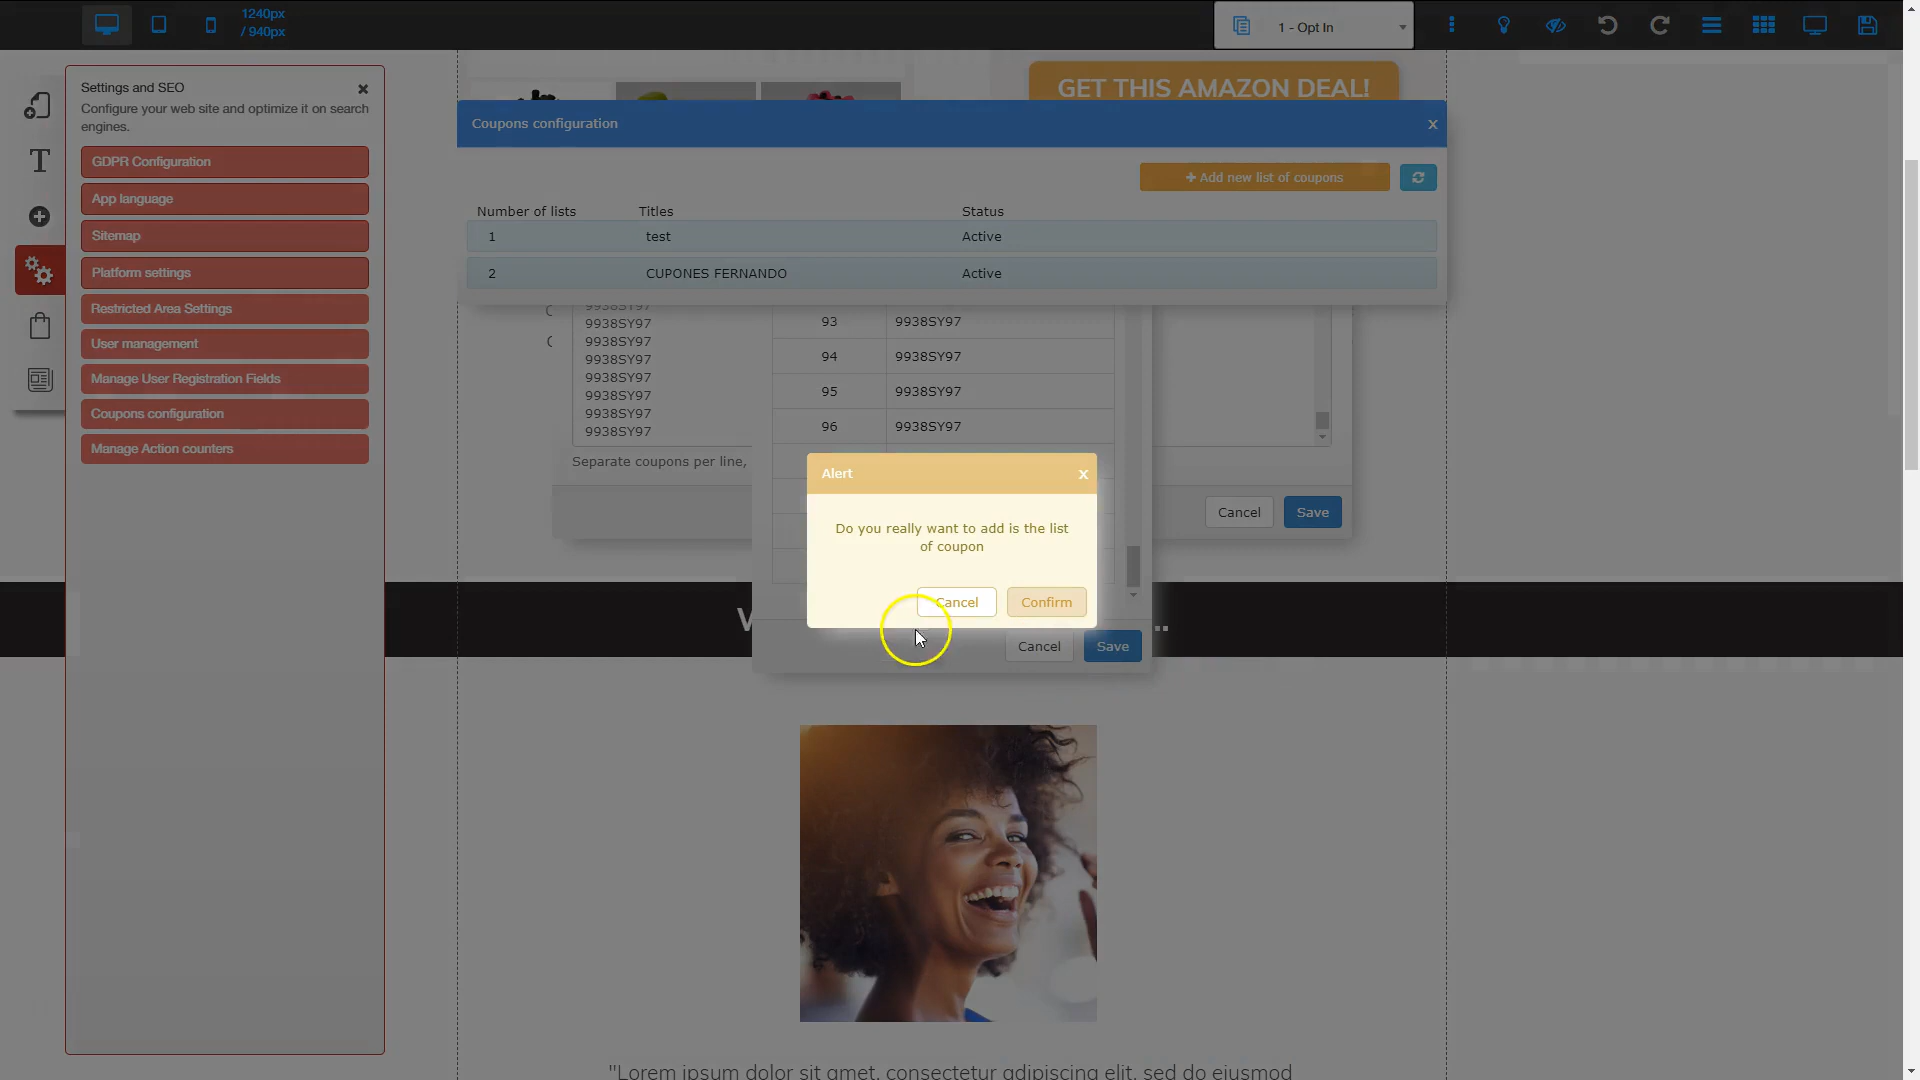 1240px
/ 940px
1 - Opt In
Settings and SEO
Configure your web site and optimize it on search
engines.
GDPR Configuration
App language
Sitemap
Platform settings
Restricted Area Settings
User management
Manage User Registration Fields
Coupons configuration
Manage Action counters
GET THIS AMAZON DEAL!
Coupons configuration
x
+ Add new list of coupons
Number of lists Titles Status
1 test Active
2 CUPONES FERNANDO Active
9938SY97
9938SY97
9938SY97
9938SY97
9938SY97
9938SY97
9938SY97
9938SY97
Separate coupons per line,
93 9938SY97
94 9938SY97
95 9938SY97
96 9938SY97
Cancel Save
Alert
x
Do you really want to add is the list
of coupon
Cancel Confirm
Cancel Save
"Lorem ipsum dolor sit amet, consectetur adipiscing elit, sed do eiusmod